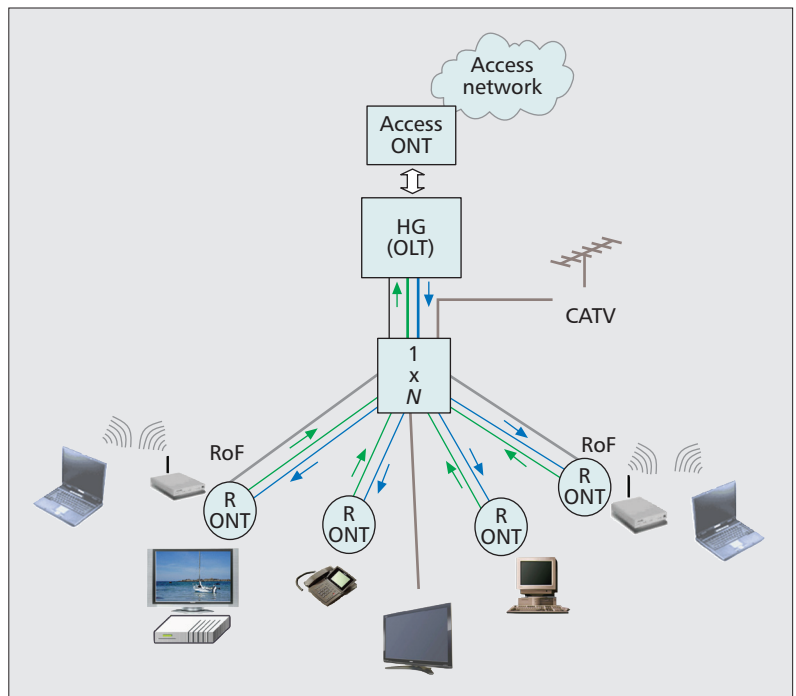 Access
network
Access
ONT
HG
(OLT)
CATV
1
x
N
RoF
RoF
R
ONT
R
ONT
R
ONT
R
ONT